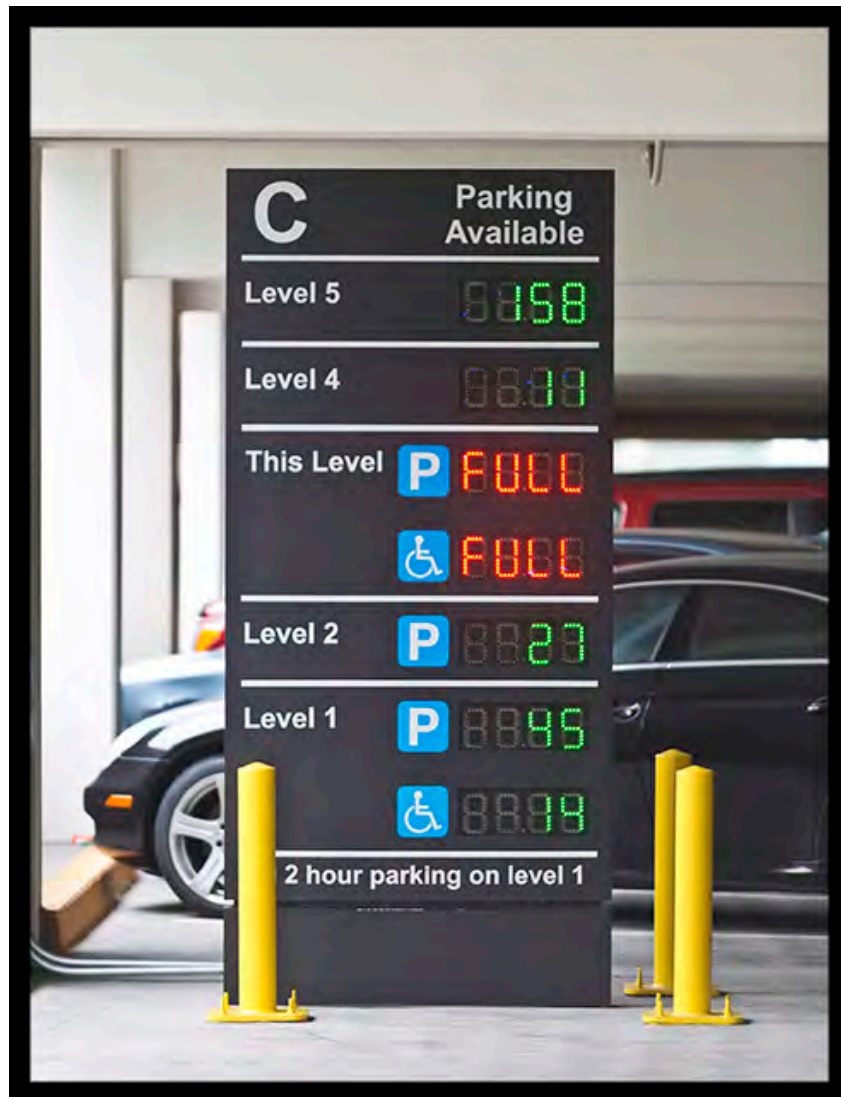 C Parking
Available
Level 5 158
Level 4 11
This Level P FULL
FULL
Level 2 P 27
Level 1 P 45
14
2 hour parking on level 1